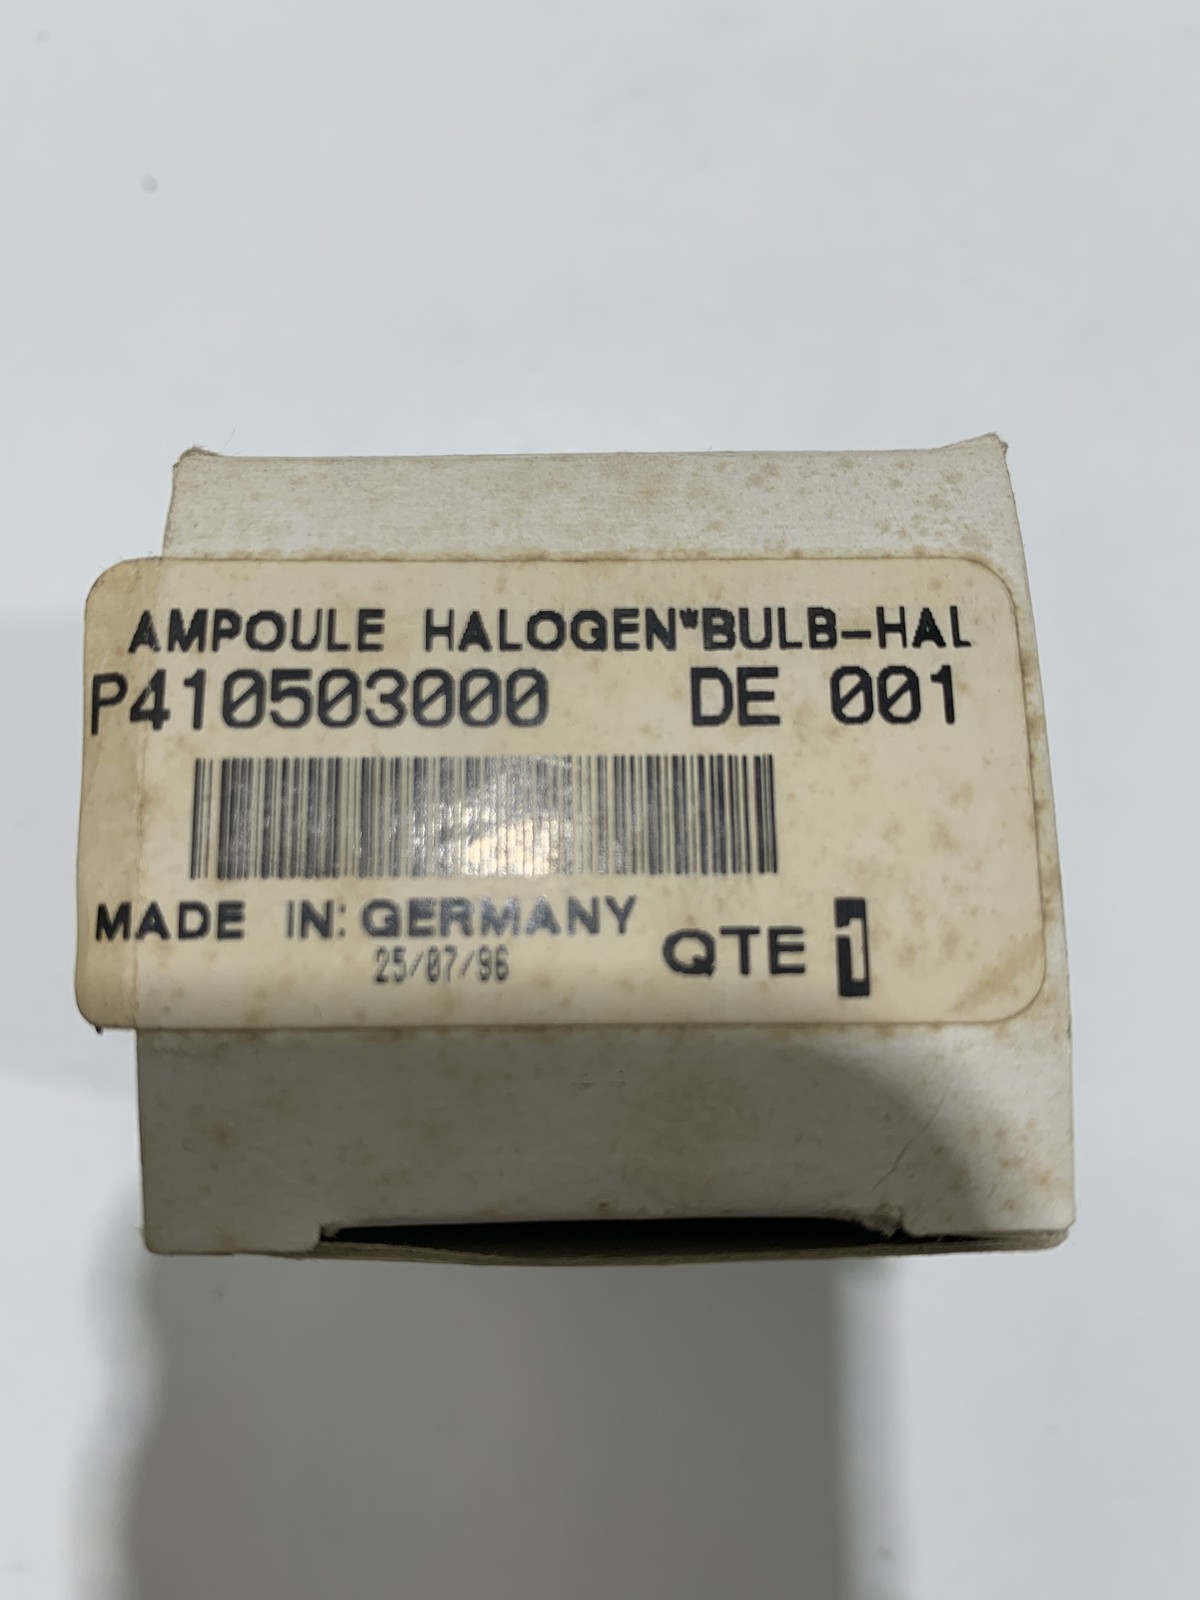 AMPOULE HALOGEN*BULB-HAL
P410503000 DE 001
MADE IN: GERMANY
25/07/96
QTE 1